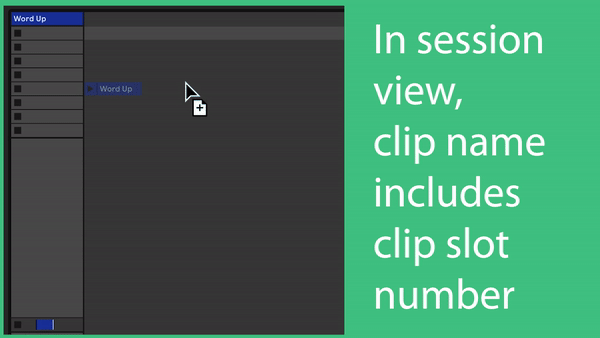 Word Up
Word Up
In session
view,
clip name
includes
clip slot
number